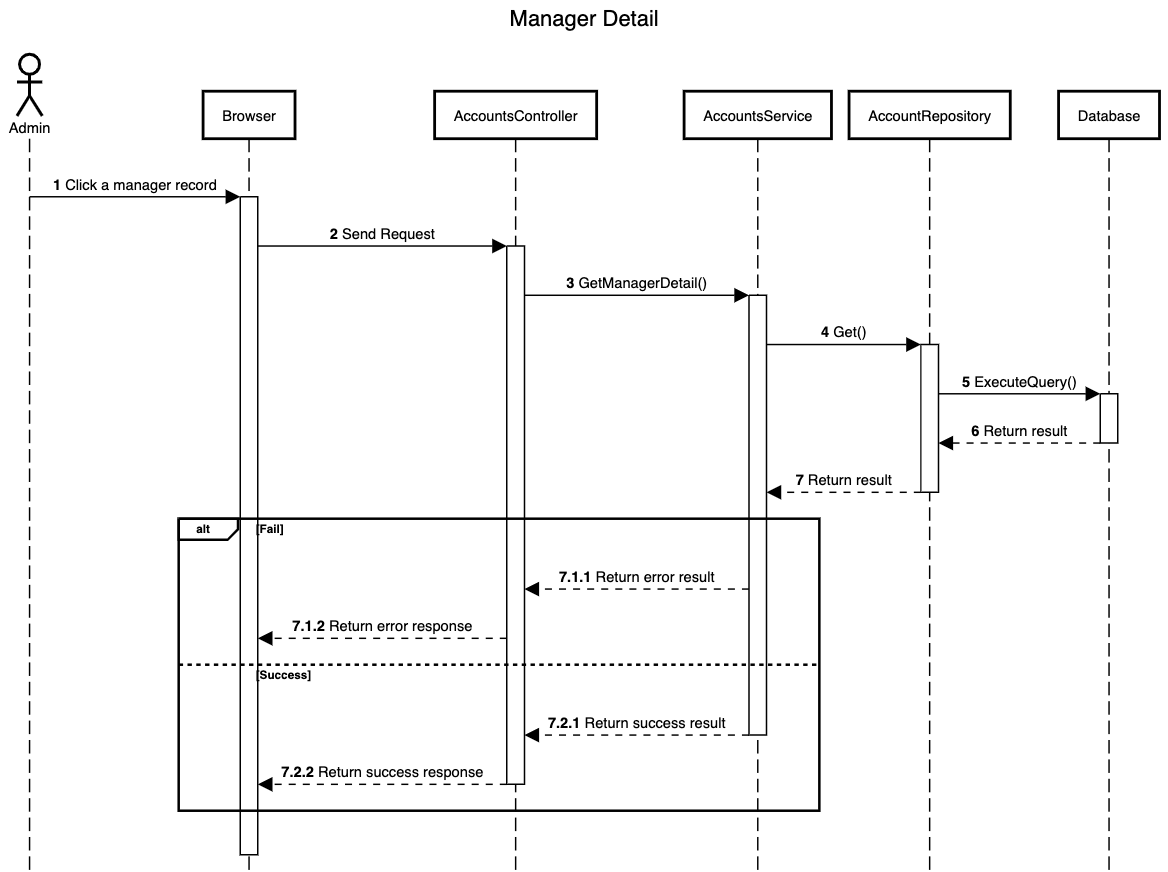 Manager Detail
Admin
Browser
AccountsController
AccountsService
AccountRepository
Database
1 Click a manager record
2 Send Request
3 GetManagerDetail()
4 Get()
5 ExecuteQuery()
6 Return result
7 Return result
alt
[Fail]
7.1.1 Return error result
7.1.2 Return error response
[Success]
7.2.1 Return success result
7.2.2 Return success response